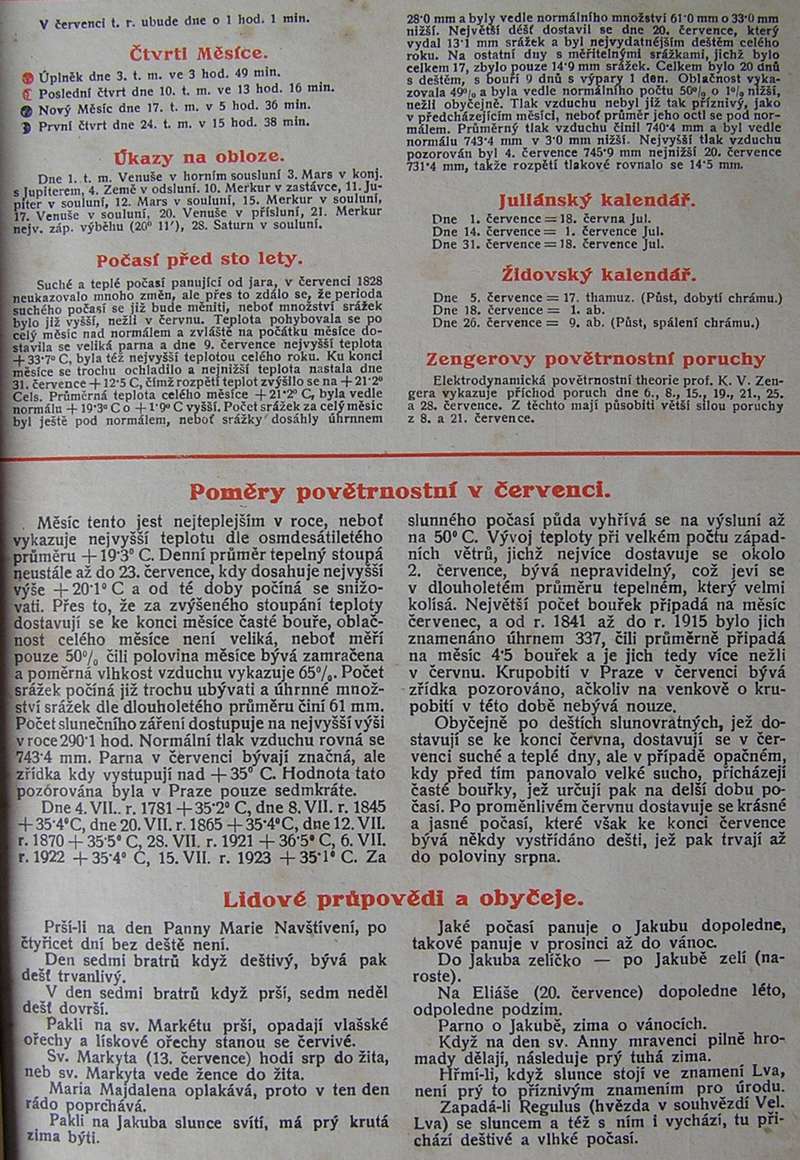 V červenci t. r. ubude dne o 1 hod. 1 min.
Čtvrti Měsíce.
Úplněk dne 3. t. m. ve 3 hod. 49 min.
Poslední čtvrt dne 10. t. m. ve 13 hod. 16 min.
Nový Měsíc dne 17. t. m. v 5 hod. 36 min.
První čtvrt dne 24. t. m. v 15 hod. 38 min.
Úkazy na obloze.
Dne 1. t. m. Venuše v horním sousluní 3. Mars v konj.
s Jupiterem, 4. Země v odsluní. 10. Merkur v zastávce, 11. Ju-
piter v souluní, 12. Mars v souluní, 15. Merkur v souluní,
17. Venuše v souluní, 20. Venuše v přísluní, 21. Merkur
nejv. záp. výběhu (20° 11'), 28. Saturn v souluní.
Počasí před sto lety.
Suché a teplé počasí panující od jara, v červenci 1828
neukazovalo mnoho změn, ale přes to zdálo se, že perioda
suchého počasí se již bude měniti, neboť množství srážek
bylo již vyšší, nežli v červnu. Teplota pohybovala se po
celý měsíc nad normálem a zvláště na počátku měsíce do-
stavila se veliká parna a dne 9. července nejvyšší teplota
+33·7° C, byla též nejvyšší teplotou celého roku. Ku konci
měsíce se trochu ochladilo a nejnižší teplota nastala dne
31. července +12·5 C, čímž rozpětí teplot zvýšilo se na +21·2°
Cels. Průměrná teplota celého měsíce +21·2° C, byla vedle
normálu +19·3° C o +1·9° C vyšší. Počet srážek za celý měsíc
byl ještě pod normálem, neboť srážky dosáhly úhrnnem
28·0 mm a byly vedle normálního množství 61·0 mm o 33·0 mm
nižší. Největší déšť dostavil se dne 20. července, který
vydal 13·1 mm srážek a byl nejvydatnějším deštěm celého
roku. Na ostatní dny s měřitelnými srážkami, jichž bylo
celkem 17, zbylo pouze 14·9 mm srážek. Celkem bylo 20 dnů
s deštěm, s bouří 9 dnů s výpary 1 den. Oblačnost vyka-
zovala 49% a byla vedle normálního počtu 50% o 1% nižší,
nežli obyčejně. Tlak vzduchu nebyl již tak příznivý, jako
v předcházejícím měsíci, neboť průměr jeho octl se pod nor-
málem. Průměrný tlak vzduchu činil 740·4 mm a byl vedle
normálu 743·4 mm v 3·0 mm nižší. Nejvyšší tlak vzduchu
pozorován byl 4. července 745·9 mm nejnižší 20. července
731·4 mm, takže rozpětí tlakové rovnalo se 14·5 mm.
Juliánský kalendář.
Dne 1. července = 18. června Jul.
Dne 14. července = 1. července Jul.
Dne 31. července = 18. července Jul.
Židovský kalendář.
Dne 5. července = 17. thamuz. (Půst, dobytí chrámu.)
Dne 18. července = 1. ab.
Dne 26. července = 9. ab. (Půst, spálení chrámu.)
Zengerovy povětrnostní poruchy
Elektrodynamická povětrnostní theorie prof. K. V. Zen-
gera vykazuje příchod poruch dne 6., 8., 15., 19., 21., 25.
a 28. července. Z těchto mají působiti větší silou poruchy
z 8. a 21. července.
Poměry povětrnostní v červenci.
Měsíc tento jest nejteplejším v roce, neboť
vykazuje nejvyšší teplotu dle osmdesátiletého
průměru +19·3° C. Denní průměr tepelný stoupá
neustále až do 23. července, kdy dosahuje nejvyšší
výše +20·1° C a od té doby počíná se snižo-
vati. Přes to, že za zvýšeného stoupání teploty
dostavují se ke konci měsíce časté bouře, oblač-
nost celého měsíce není veliká, neboť měří
pouze 50% čili polovina měsíce bývá zamračena
a poměrná vlhkost vzduchu vykazuje 65%. Počet
srážek počíná již trochu ubývati a úhrnné množ-
ství srážek dle dlouholetého průměru činí 61 mm.
Počet slunečního záření dostupuje na nejvyšší výši
v roce 290·1 hod. Normální tlak vzduchu rovná se
743·4 mm. Parna v červenci bývají značná, ale
zřídka kdy vystupují nad +35° C. Hodnota tato
pozórována byla v Praze pouze sedmkráte.
Dne 4. VII.. r. 1781 +35·2° C, dne 8. VII. r. 1845
+35·4°C, dne 20. VII. r. 1865 +35·4°C, dne 12. VII.
r. 1870 +35·5° C, 28. VII. r. 1921 +36·5° C, 6. VII.
r. 1922 +35·4° C, 15. VII. r. 1923 +35·1° C. Za
slunného počasí půda vyhřívá se na výsluní až
na 50° C. Vývoj teploty při velkém počtu západ-
ních větrů, jichž nejvíce dostavuje se okolo
2. července, bývá nepravidelný, což jeví se
v dlouholetém průměru tepelném, který velmi
kolísá. Největší počet bouřek připadá na měsíc
červenec, a od r. 1841 až do r. 1915 bylo jich
znamenáno úhrnem 337, čili průměrně připadá
na měsíc 4·5 bouřek a je jich tedy více nežli
v červnu. Krupobití v Praze v červenci bývá
zřídka pozorováno, ačkoliv na venkově o kru-
pobití v této době nebývá nouze.
Obyčejně po deštích slunovratných, jež do-
stavují se ke konci června, dostavují se v čer-
venci suché a teplé dny, ale v případě opačném,
kdy před tím panovalo velké sucho, přicházejí
časté bouřky, jež určují pak na delší dobu po-
časí. Po proměnlivém červnu dostavuje se krásné
a jasné počasí, které však ke konci července
bývá někdy vystřídáno dešti, jež pak trvají až
do poloviny srpna.
Lidové průpovědi a obyčeje.
Prší-li na den Panny Marie Navštívení, po
čtyřicet dní bez deště není.
Den sedmi bratrů když deštivý, bývá pak
dešť trvanlivý.
V den sedmi bratrů když prší, sedm neděl
dešť dovrší.
Pakli na sv. Markétu prší, opadají vlašské
ořechy a lískové ořechy stanou se červivé.
Sv. Markyta (13. července) hodí srp do žita,
neb sv. Markyta vede žence do žita.
Maria Majdalena oplakává, proto v ten den
rádo poprchává.
Pakli na Jakuba slunce svítí, má prý krutá
zima býti.
Jaké počasí panuje o Jakubu dopoledne,
takové panuje v prosinci až do vánoc.
Do Jakuba zelíčko — po Jakubě zelí (na-
roste).
Na Eliáše (20. července) dopoledne léto,
odpoledne podzim.
Parno o Jakubě, zima o vánocích.
Když na den sv. Anny mravenci pilně hro-
mady dělají, následuje prý tuhá zima.
Hřmí-li, když slunce stojí ve znamení Lva,
není prý to příznivým znamením pro úrodu.
Zapadá-li Regulus (hvězda v souhvězdí Vel.
Lva) se sluncem a též s ním i vychází, tu při-
chází deštivé a vlhké počasí.